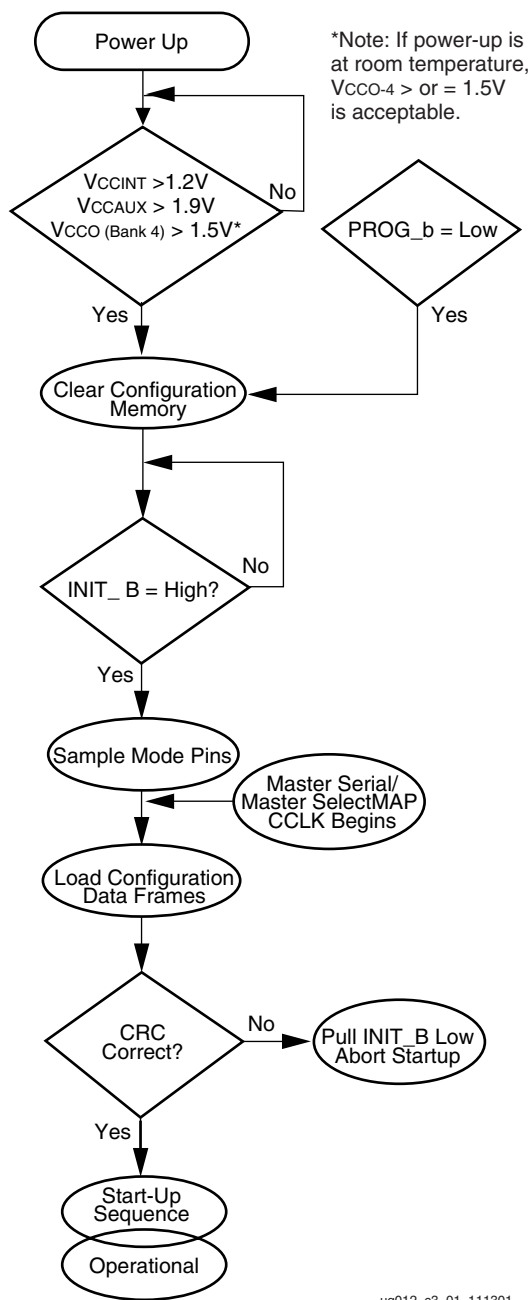 Power Up
*Note: If power-up is
at room temperature,
VCCO-4 > or = 1.5V
is acceptable.
VCCINT >1.2V
VCCAUX > 1.9V
VCCO (Bank 4) > 1.5V*
No
PROG_b = Low
Yes
Yes
Clear Configuration
Memory
INIT_ B = High?
No
Yes
Sample Mode Pins
Master Serial/
Master SelectMAP
CCLK Begins
Load Configuration
Data Frames
CRC
Correct?
No
Pull INIT_B Low
Abort Startup
Yes
Start-Up
Sequence
Operational
ug012_c3_01_111301